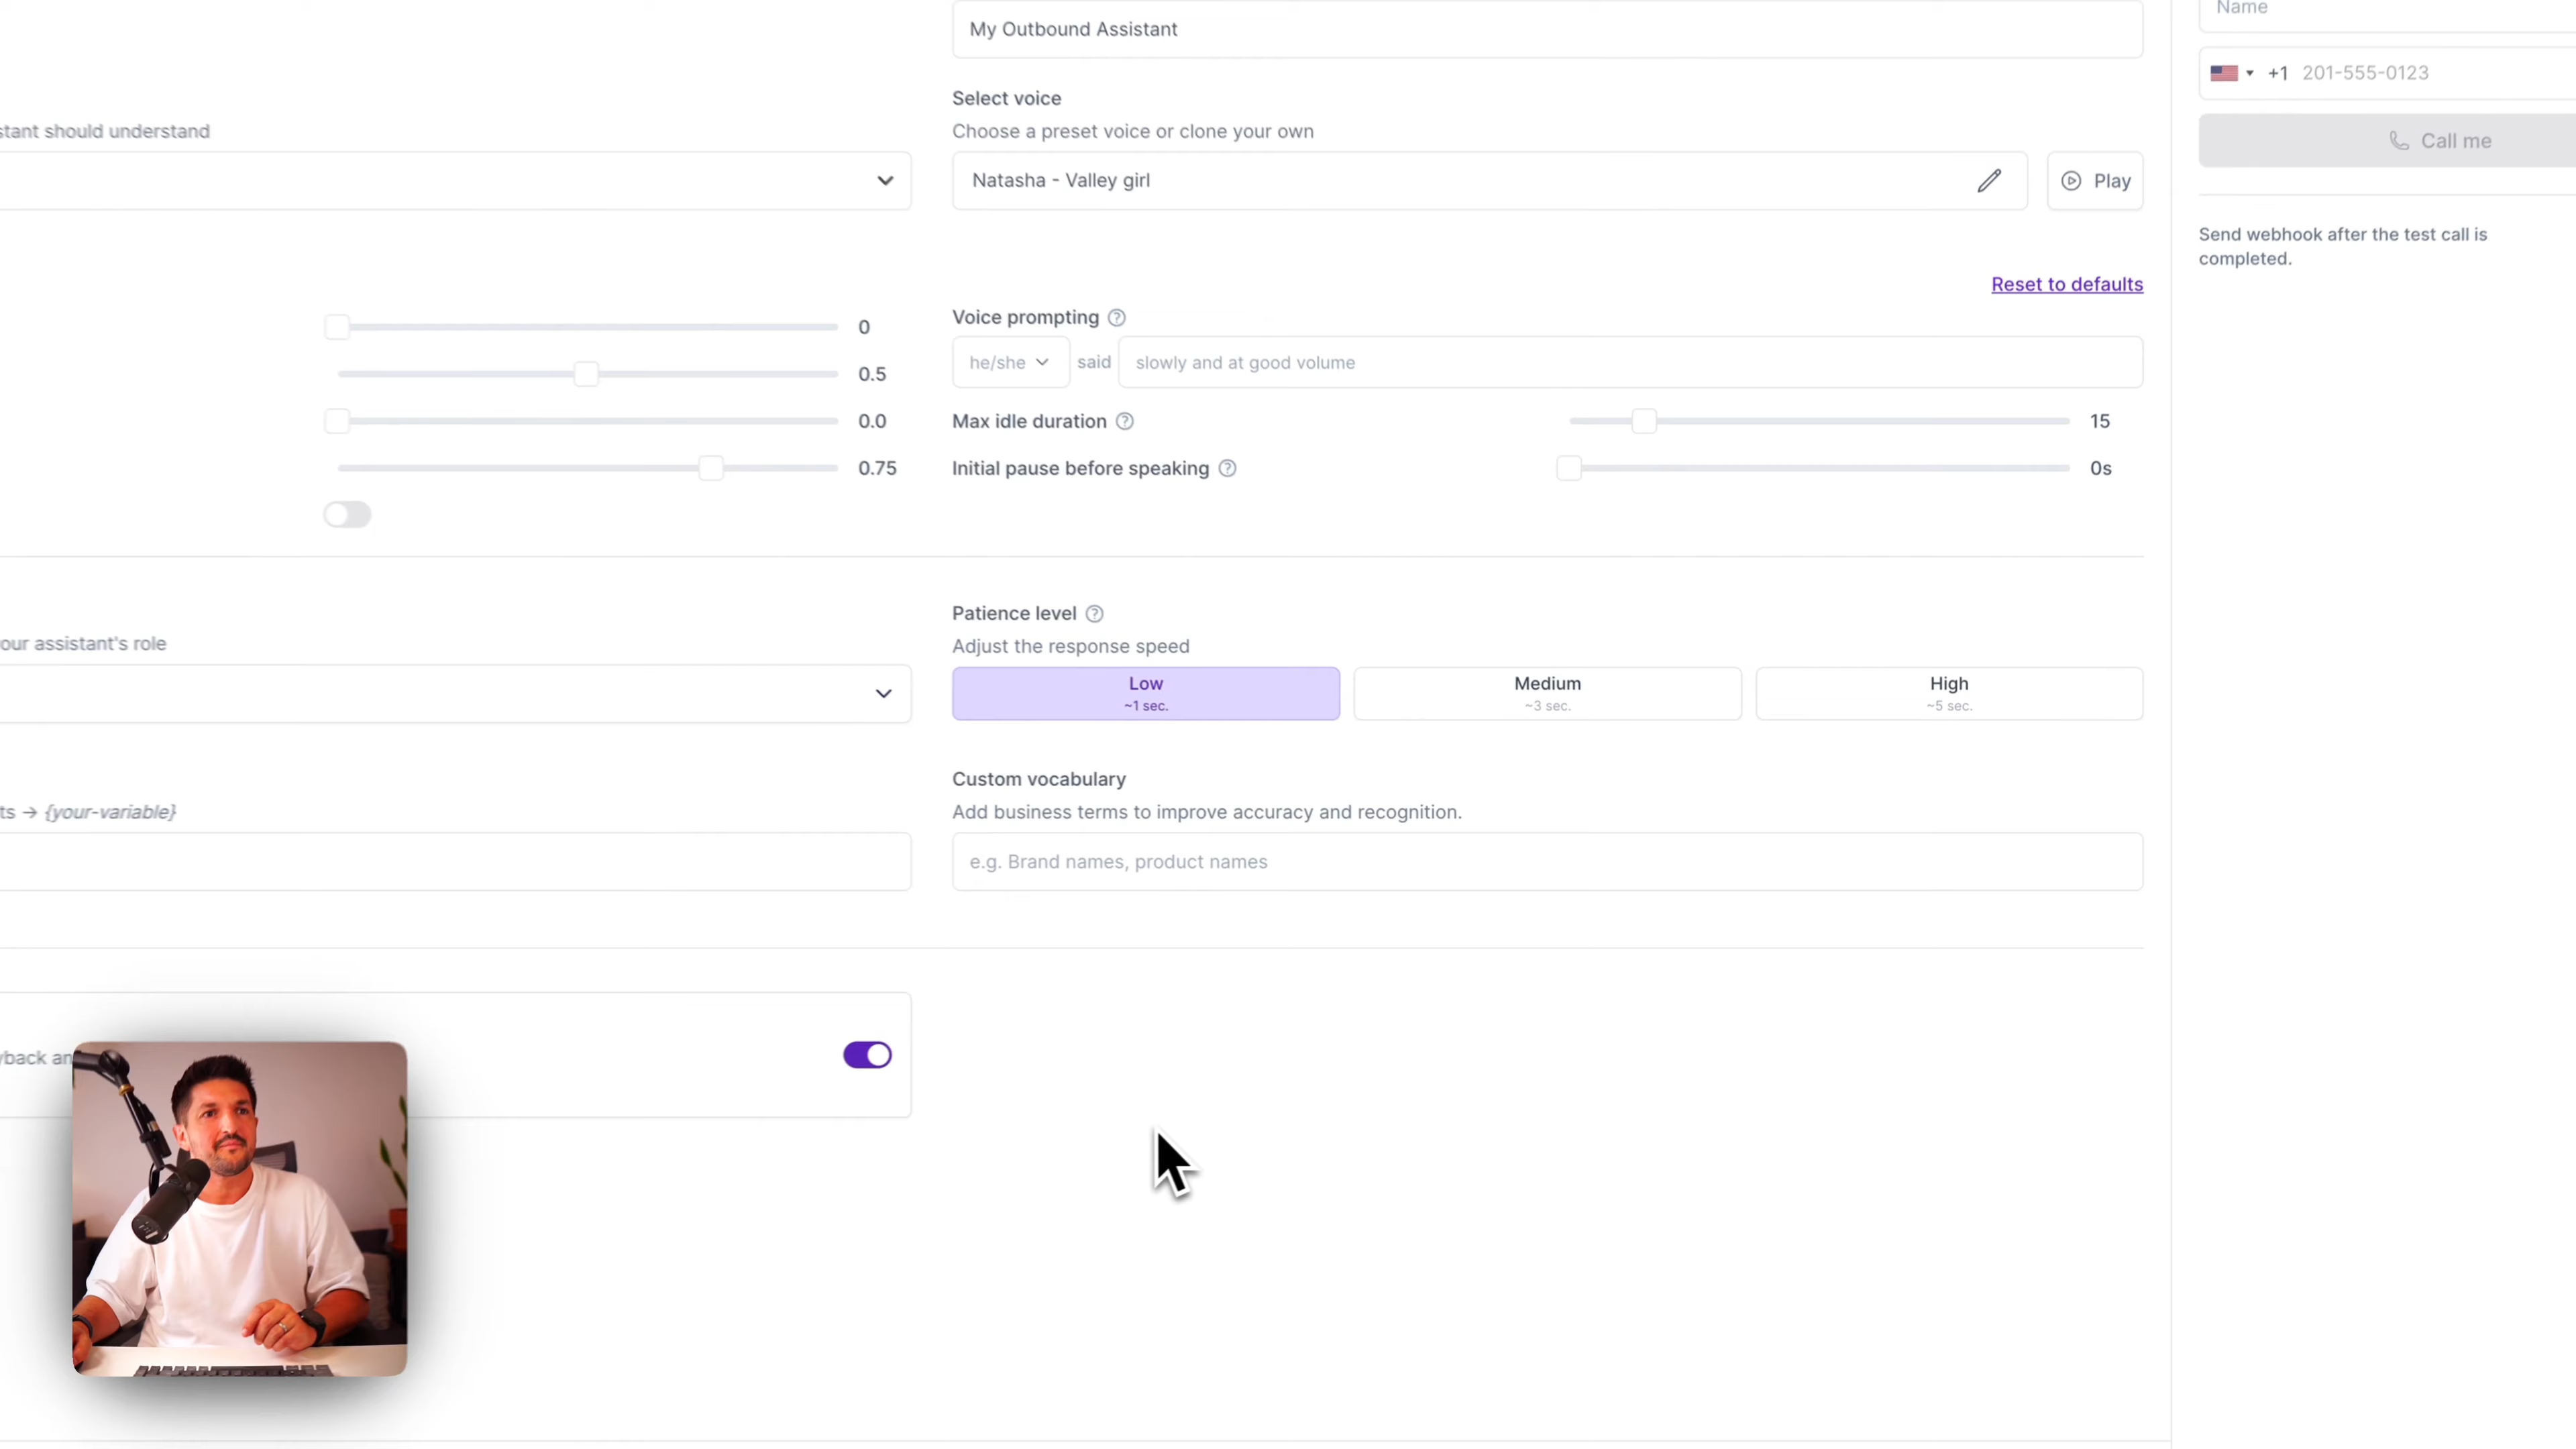 My Outbound Assistant
Name
+1 201-555-0123
Call me
Send webhook after the test call is
completed.
Select voice
stant should understand
Choose a preset voice or clone your own
Natasha - Valley girl
Play
Reset to defaults
0
0.5
0.0
0.75
Voice prompting
he/she said slowly and at good volume
Max idle duration
15
Initial pause before speaking
0s
our assistant's role
Patience level
Adjust the response speed
Low
~1 sec.
Medium
~3 sec.
High
~5 sec.
ts → {your-variable}
Custom vocabulary
Add business terms to improve accuracy and recognition.
e.g. Brand names, product names
yback an